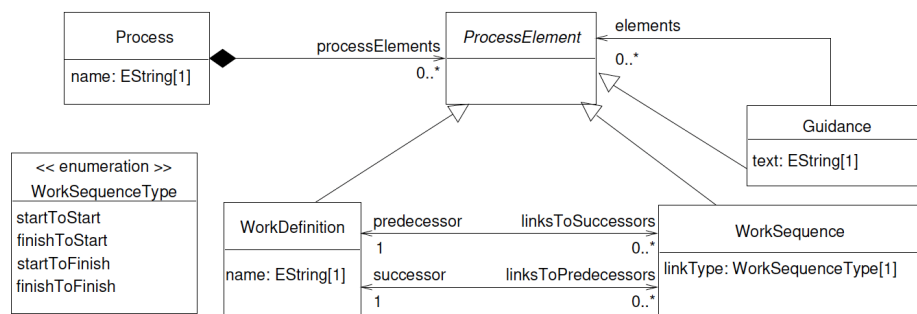 Process
name: EString[1]
processElements
0..*
ProcessElement
elements
0..*
Guidance
text: EString[1]
<< enumeration >>
WorkSequenceType
startToStart
finishToStart
startToFinish
finishToFinish
WorkDefinition
name: EString[1]
predecessor
1
linksToSuccessors
0..*
successor
1
linksToPredecessors
0..*
WorkSequence
linkType: WorkSequenceType[1]